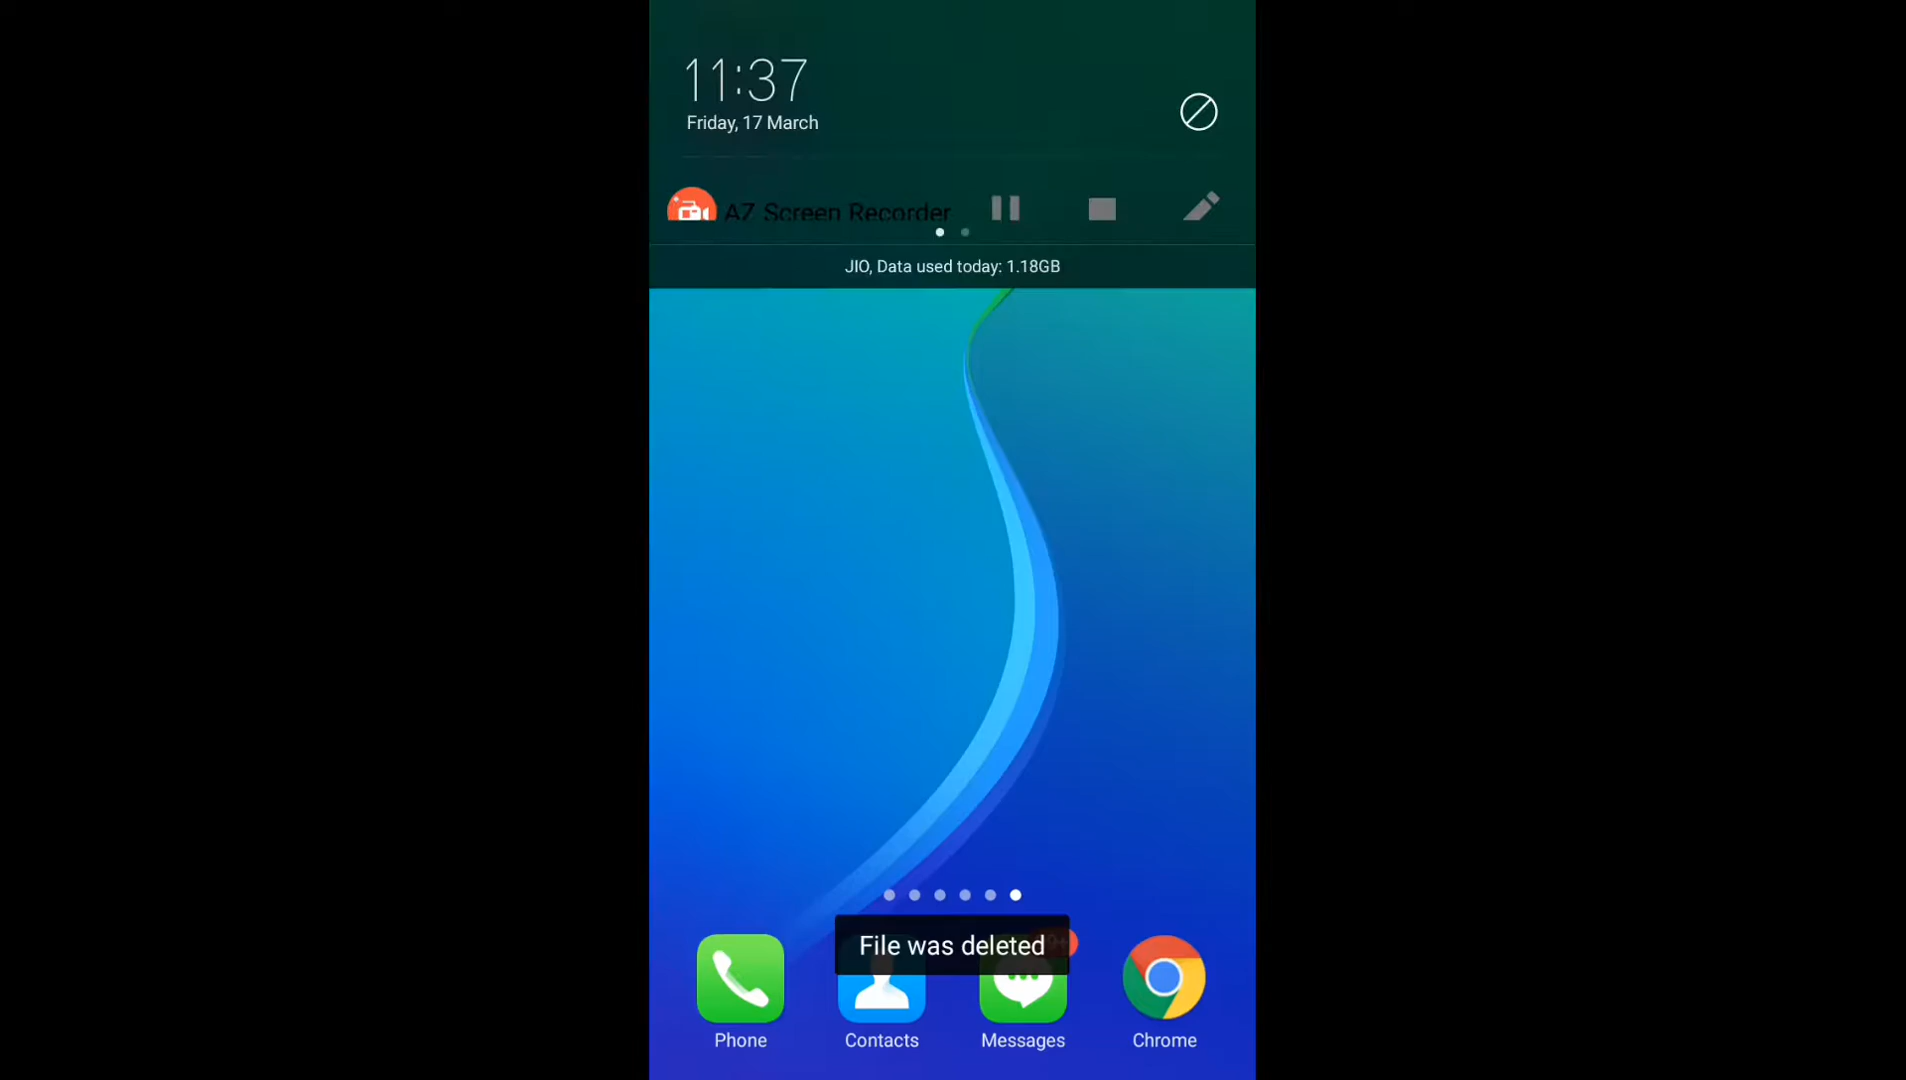 11:37
Friday, 17 March
AZ Screen Recorder
JIO, Data used today: 1.18GB
File was deleted
Phone
Contacts
Messages
Chrome